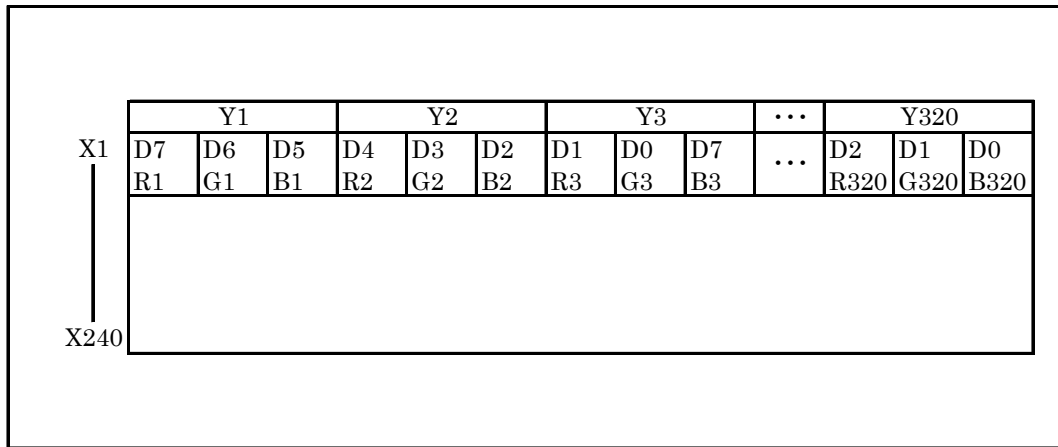 Y1 Y2 Y3 ··· Y320
X1 D7 D6 D5 D4 D3 D2 D1 D0 D7 ··· D2 D1 D0
R1 G1 B1 R2 G2 B2 R3 G3 B3 R320 G320 B320
X240